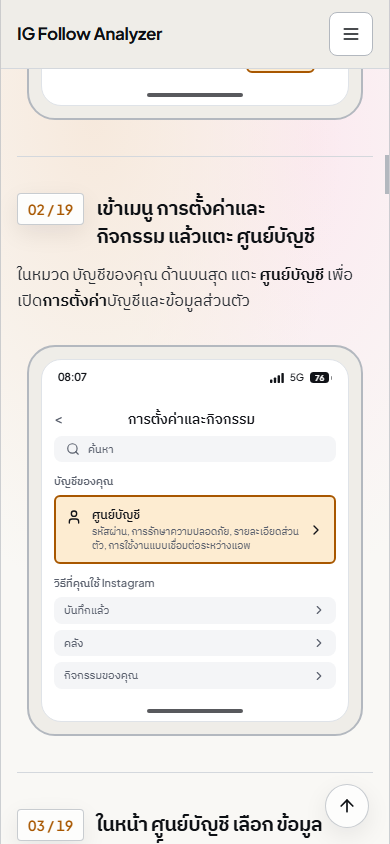 IG Follow Analyzer
02 / 19
เข้าเมนู การตั้งค่าและ
กิจกรรม แล้วแตะ ศูนย์บัญชี
ในหมวด บัญชีของคุณ ด้านบนสุด แตะ ศูนย์บัญชี เพื่อ
เปิดการตั้งค่าบัญชีและข้อมูลส่วนตัว
08:07
5G 76
< การตั้งค่าและกิจกรรม
ค้นหา
บัญชีของคุณ
ศูนย์บัญชี
รหัสผ่าน, การรักษาความปลอดภัย, รายละเอียดส่วน
ตัว, การใช้งานแบบเชื่อมต่อระหว่างแอพ
วิธีที่คุณใช้ Instagram
บันทึกแล้ว
คลัง
กิจกรรมของคุณ
03 / 19
ในหน้า ศูนย์บัญชี เลือก ข้อมูล